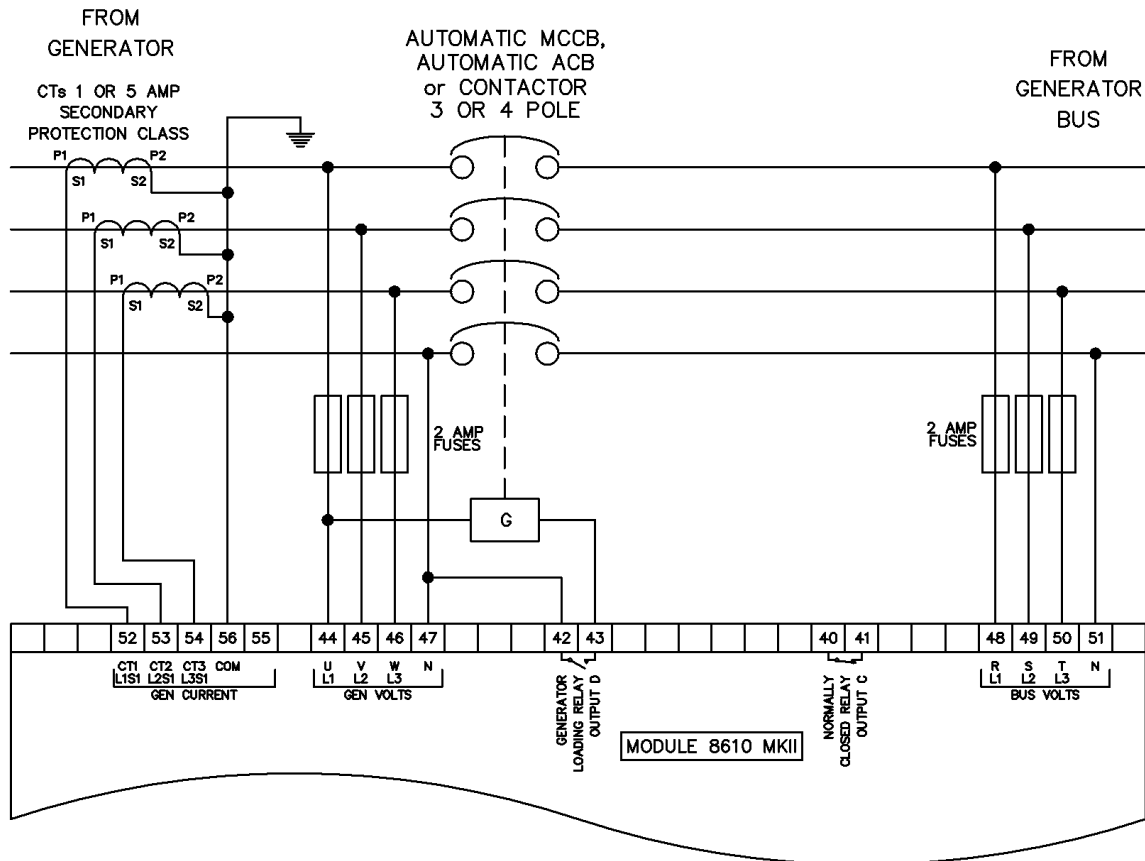 FROM
GENERATOR
CTs 1 OR 5 AMP
SECONDARY
PROTECTION CLASS
AUTOMATIC MCCB,
AUTOMATIC ACB
or CONTACTOR
3 OR 4 POLE
FROM
GENERATOR
BUS
P1 P2
S1 S2
P1 P2
S1 S2
P1 P2
S1 S2
2 AMP
FUSES
2 AMP
FUSES
G
52 53 54 56 55 44 45 46 47 42 43 40 41 48 49 50 51
CT1 CT2 CT3 COM
L1S1 L2S1 L3S1
GEN CURRENT
U V W N
L1 L2 L3
GEN VOLTS
GENERATOR
LOADING RELAY
OUTPUT D
MODULE 8610 MKII
NORMALLY
CLOSED RELAY
OUTPUT C
R S T N
L1 L2 L3
BUS VOLTS